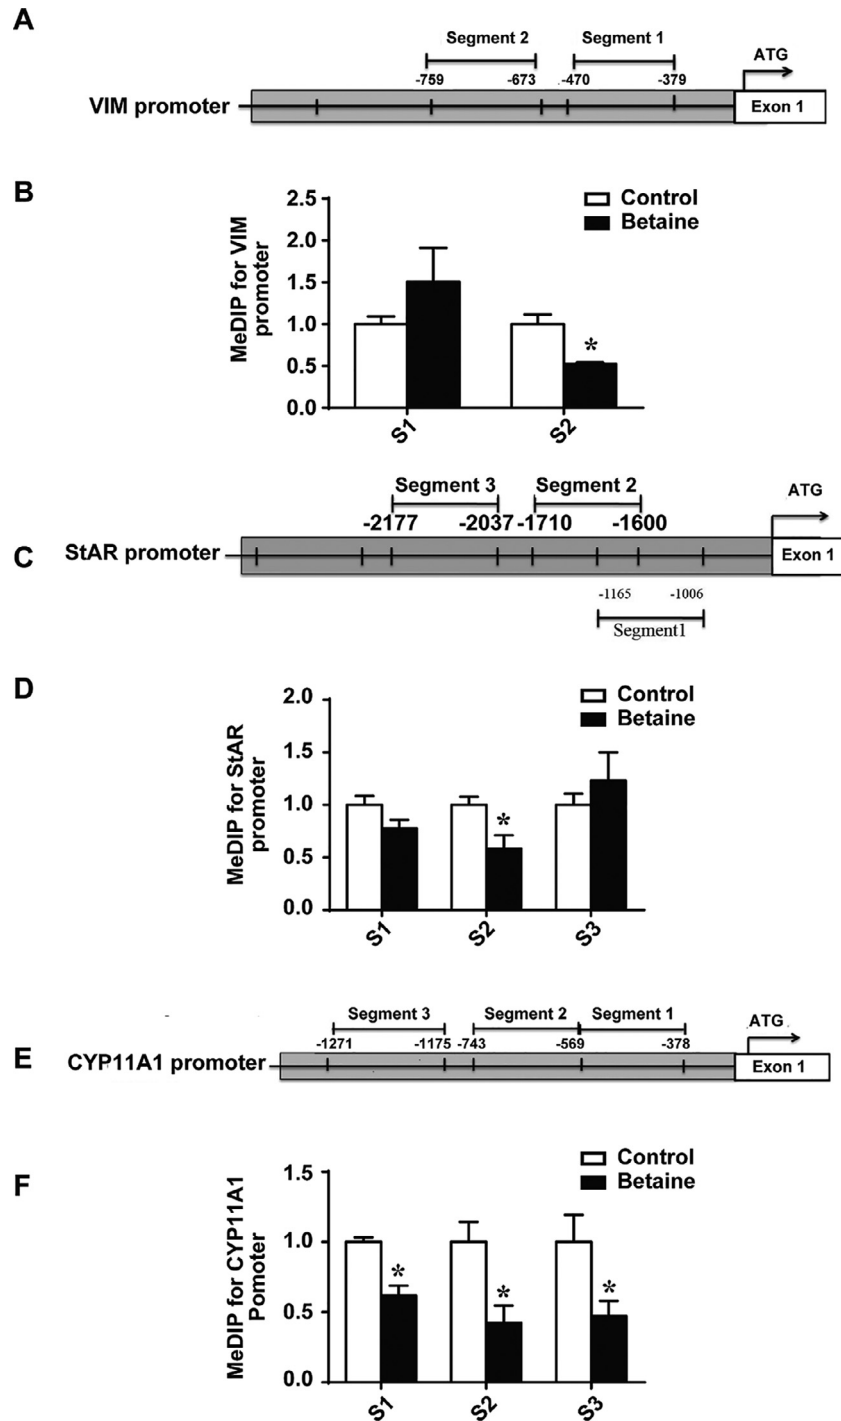 A
Segment 2
Segment 1
ATG
-759
-673
-470
-379
VIM promoter
Exon 1
B
Control
Betaine
MeDIP for VIM
promoter
2.5
2.0
1.5
1.0
0.5
0.0
*
S1
S2
Segment 3
Segment 2
ATG
-2177
-2037
-1710
-1600
C
StAR promoter
Exon 1
-1165
-1006
Segment1
D
Control
Betaine
MeDIP for StAR
promoter
2.0
1.5
1.0
0.5
0.0
*
S1
S2
S3
Segment 3
Segment 2
Segment 1
ATG
-1271
-1175
-743
-569
-378
E
CYP11A1 promoter
Exon 1
F
Control
Betaine
MeDIP for CYP11A1
Pomoter
1.5
1.0
0.5
0.0
*
*
*
S1
S2
S3